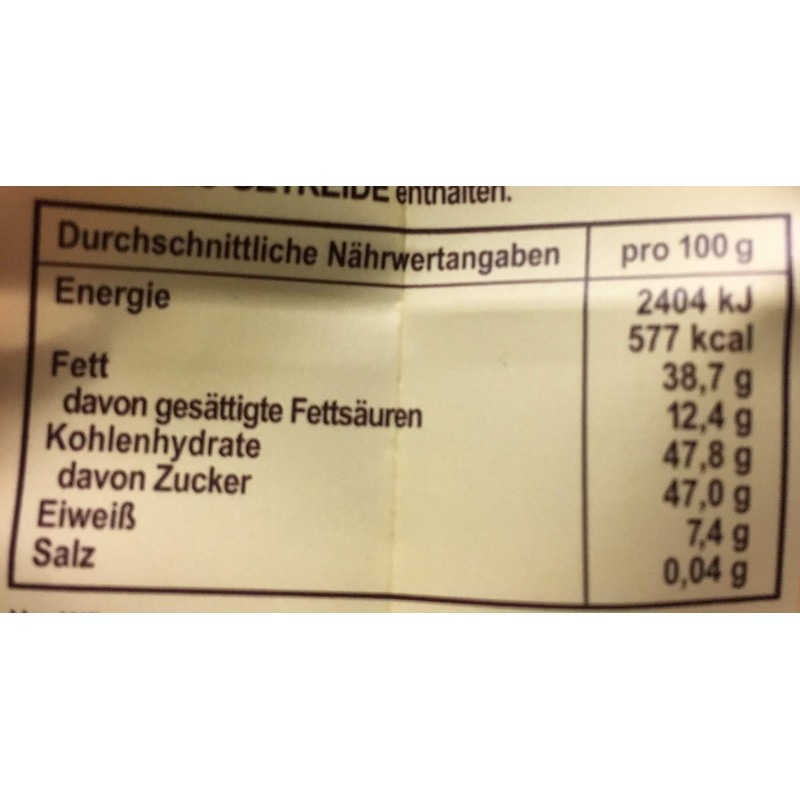 GETREIDE enthalten.
Durchschnittliche Nährwertangaben pro 100 g
Energie 2404 kJ
577 kcal
Fett 38,7 g
davon gesättigte Fettsäuren 12,4 g
Kohlenhydrate 47,8 g
davon Zucker 47,0 g
Eiweiß 7,4 g
Salz 0,04 g